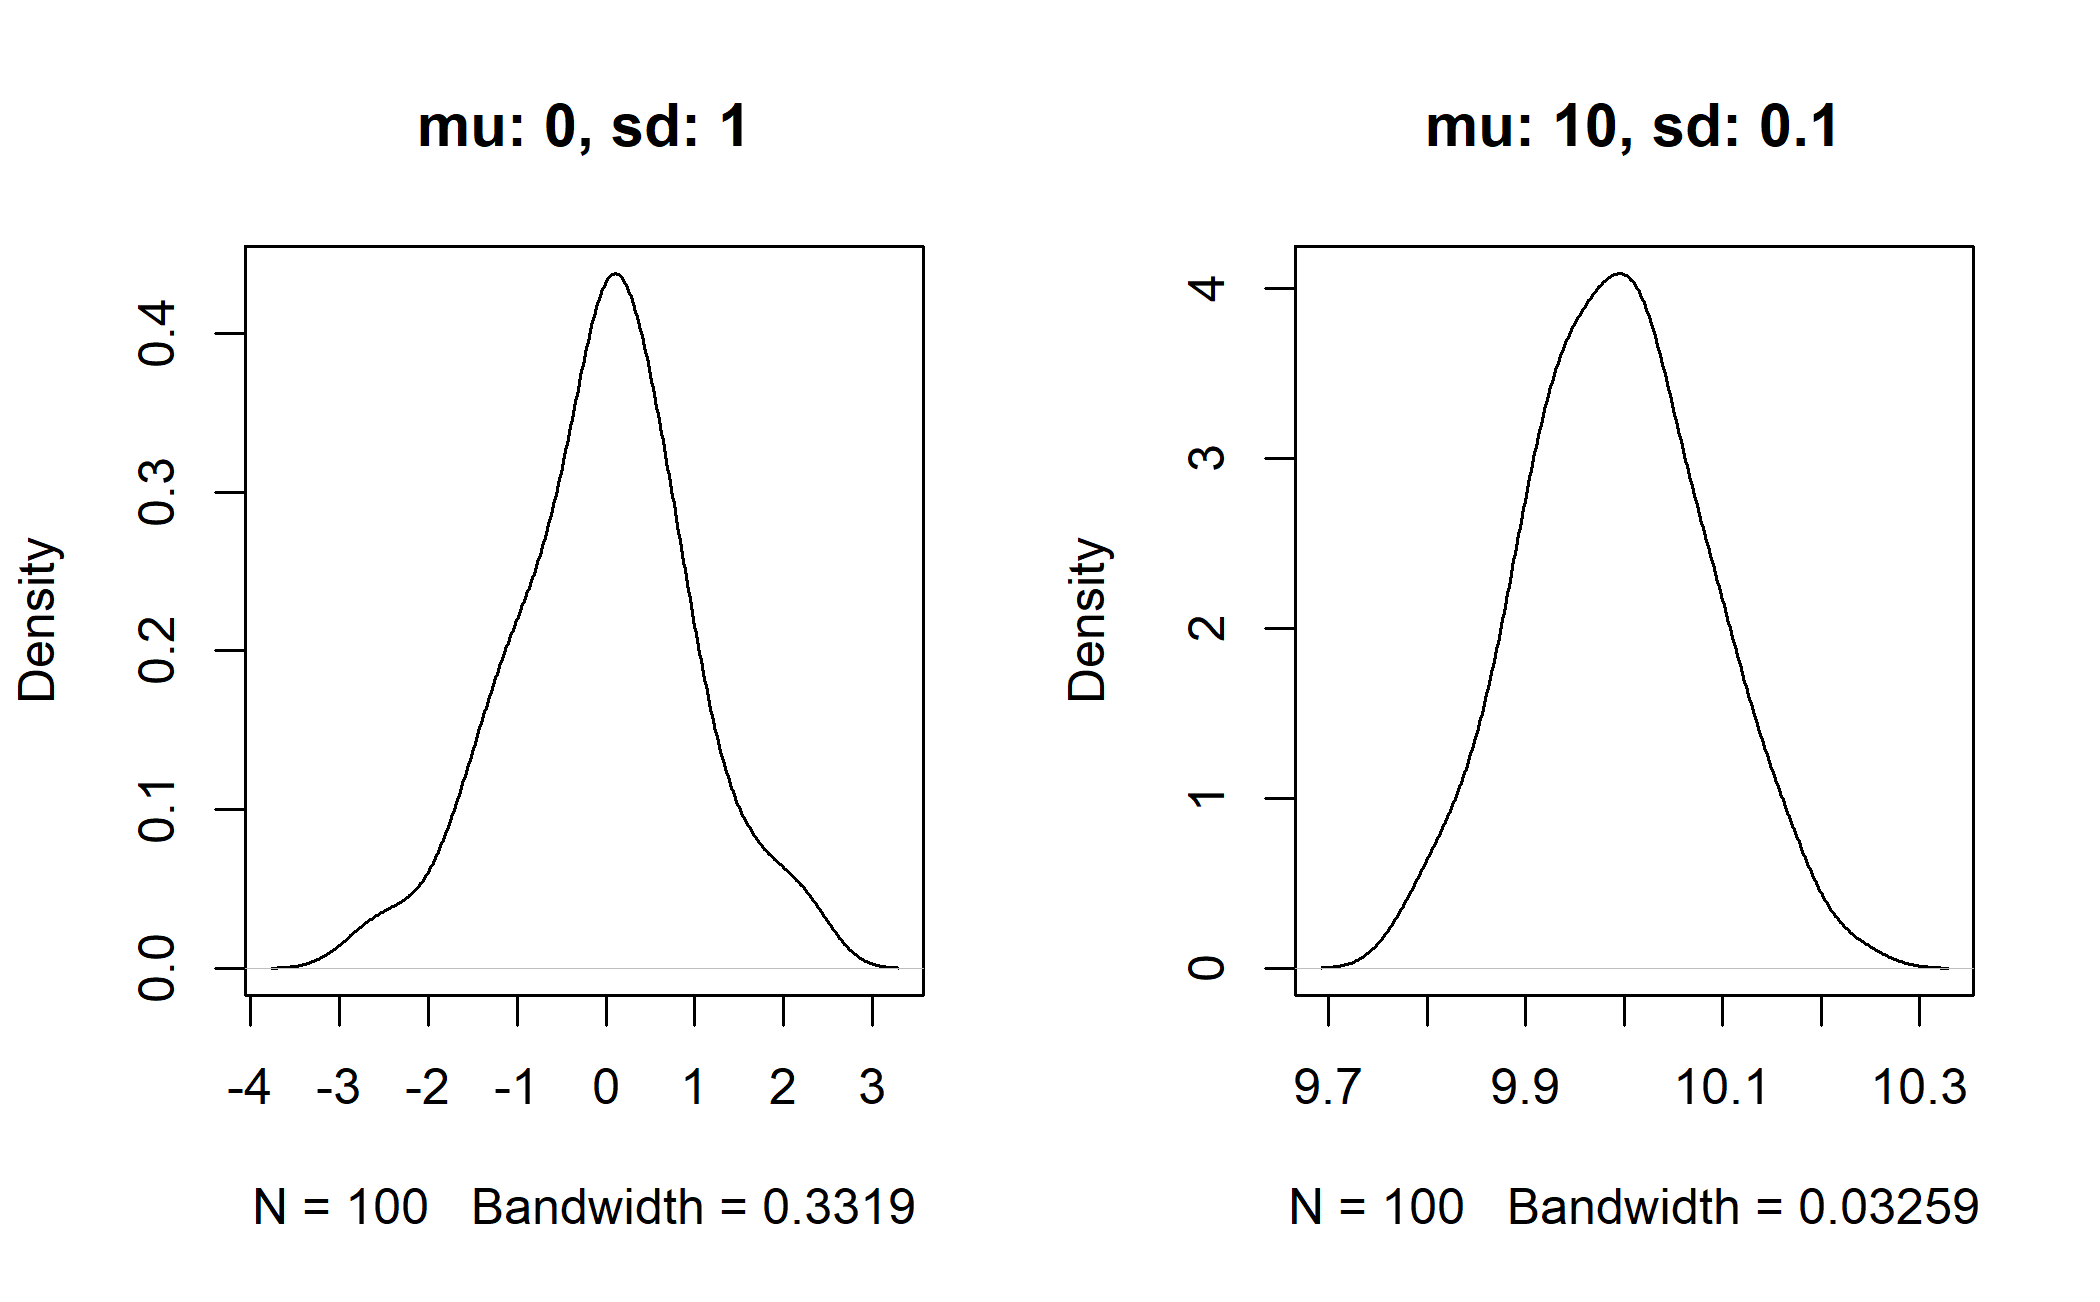 mu: 0, sd: 1
Density
0.4
0.3
0.2
0.1
0.0
-4 -3 -2 -1 0 1 2 3
N = 100 Bandwidth = 0.3319
mu: 10, sd: 0.1
Density
4
3
2
1
0
9.7 9.9 10.1 10.3
N = 100 Bandwidth = 0.03259